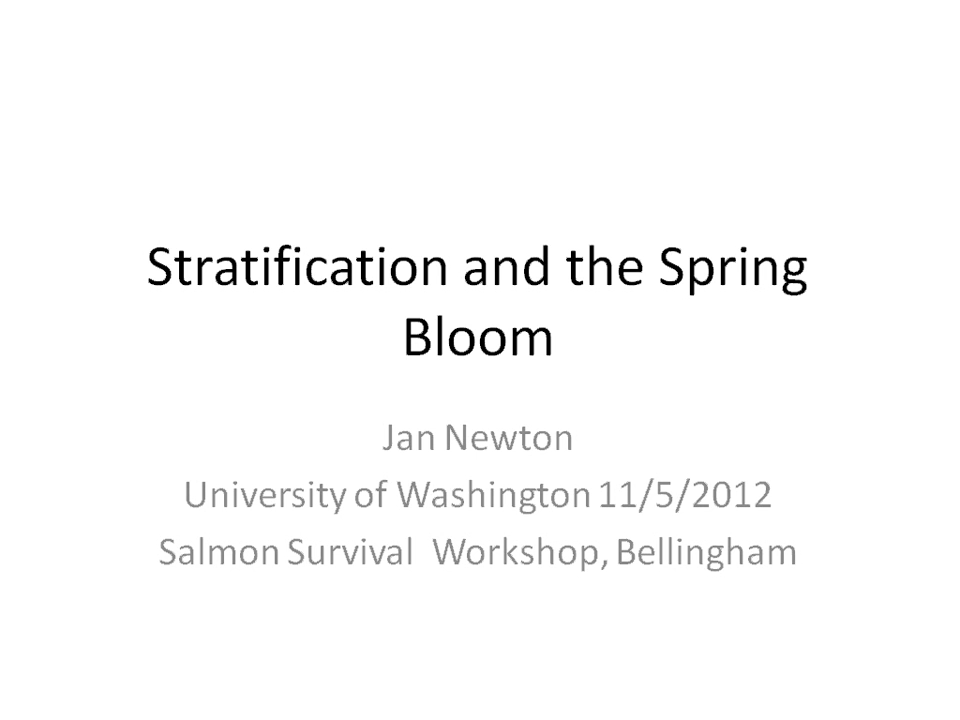 Stratification and the Spring
Bloom
Jan Newton
University of Washington 11/5/2012
Salmon Survival  Workshop, Bellingham